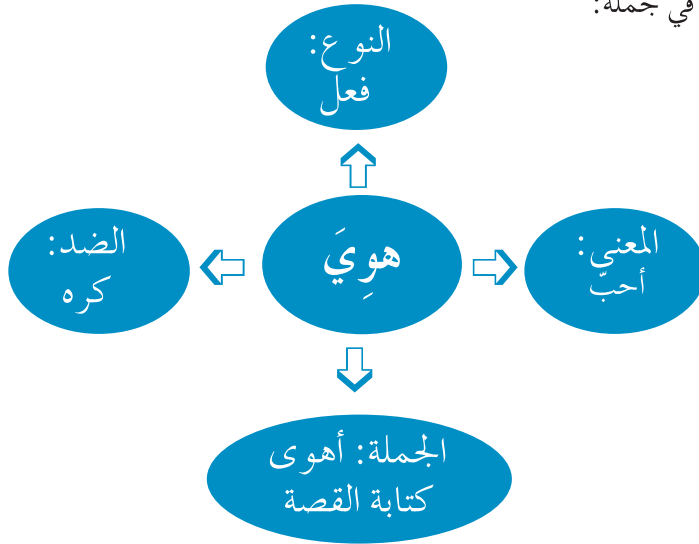 في جملة:
النوع:
فعل
المعنى:
أحبّ
هوِيَ
الضد:
كره
الجملة: أهوى
كتابة القصة